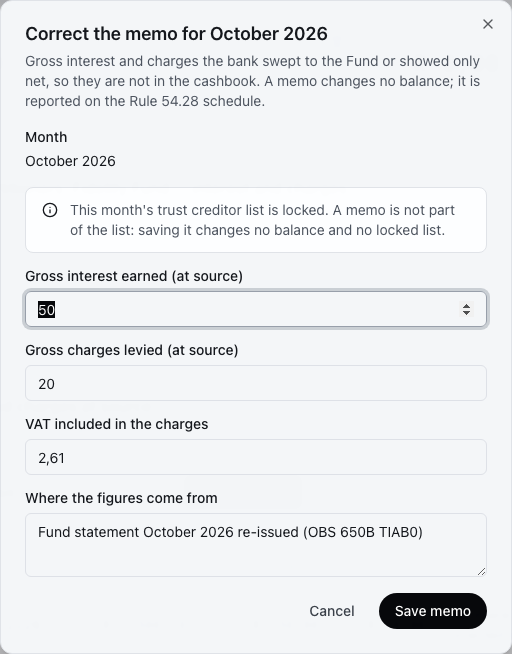 Correct the memo for October 2026
Gross interest and charges the bank swept to the Fund or showed only
net, so they are not in the cashbook. A memo changes no balance; it is
reported on the Rule 54.28 schedule.
Month
October 2026
This month's trust creditor list is locked. A memo is not part
of the list: saving it changes no balance and no locked list.
Gross interest earned (at source)
50
Gross charges levied (at source)
20
VAT included in the charges
2,61
Where the figures come from
Fund statement October 2026 re-issued (OBS 650B TIAB0)
Cancel
Save memo